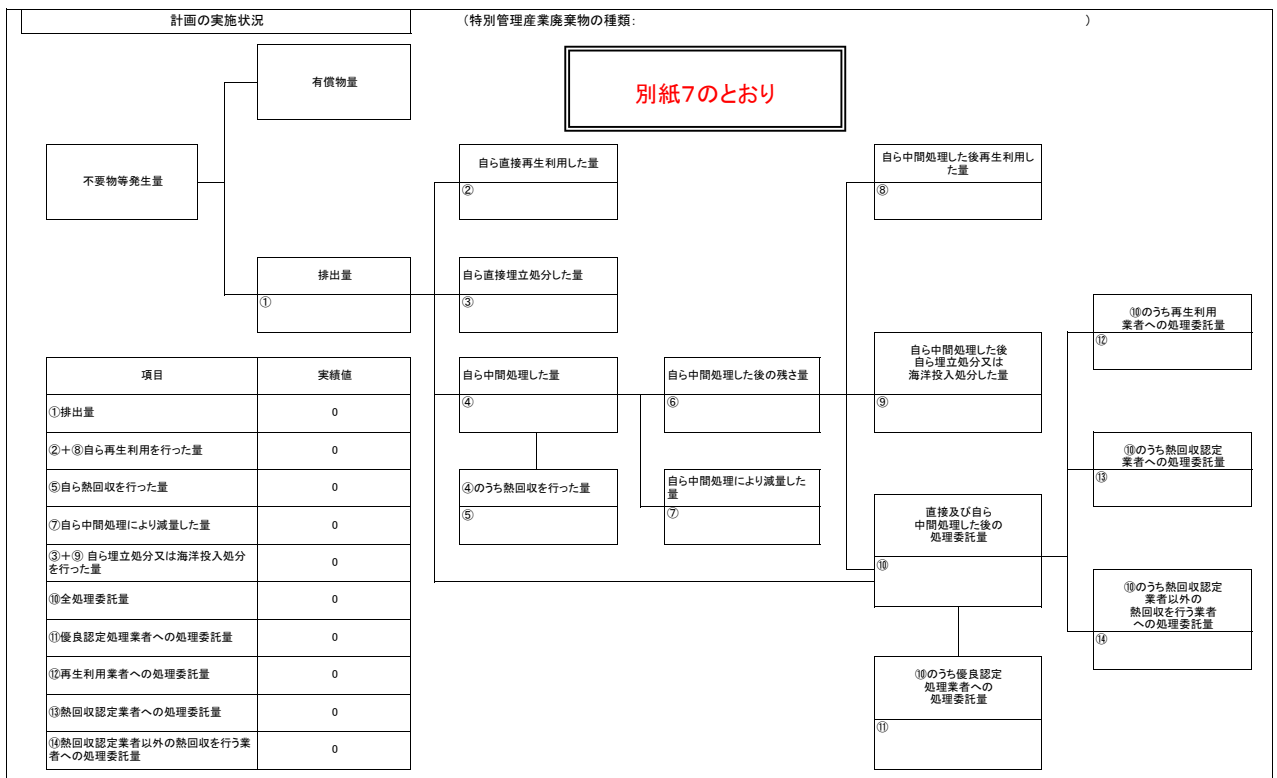 計画の実施状況
（特別管理産業廃棄物の種類： ）
有償物量
別紙７のとおり
不要物等発生量
自ら直接再生利用した量
②
自ら中間処理した後再生利用し
た量
⑧
排出量
①
自ら直接埋立処分した量
③
⑩のうち再生利用
業者への処理委託量
⑫
項目
実績値
①排出量
0
②＋⑧自ら再生利用を行った量
0
⑤自ら熱回収を行った量
0
⑦自ら中間処理により減量した量
0
③＋⑨ 自ら埋立処分又は海洋投入処分
を行った量
0
⑩全処理委託量
0
⑪優良認定処理業者への処理委託量
0
⑫再生利用業者への処理委託量
0
⑬熱回収認定業者への処理委託量
0
⑭熱回収認定業者以外の熱回収を行う業
者への処理委託量
0
自ら中間処理した量
④
自ら中間処理した後の残さ量
⑥
自ら中間処理した後
自ら埋立処分又は
海洋投入処分した量
⑨
⑩のうち熱回収認定
業者への処理委託量
⑬
④のうち熱回収を行った量
⑤
自ら中間処理により減量した
量
⑦
直接及び自ら
中間処理した後の
処理委託量
⑩
⑩のうち熱回収認定
業者以外の
熱回収を行う業者
への処理委託量
⑭
⑩のうち優良認定
処理業者への
処理委託量
⑪